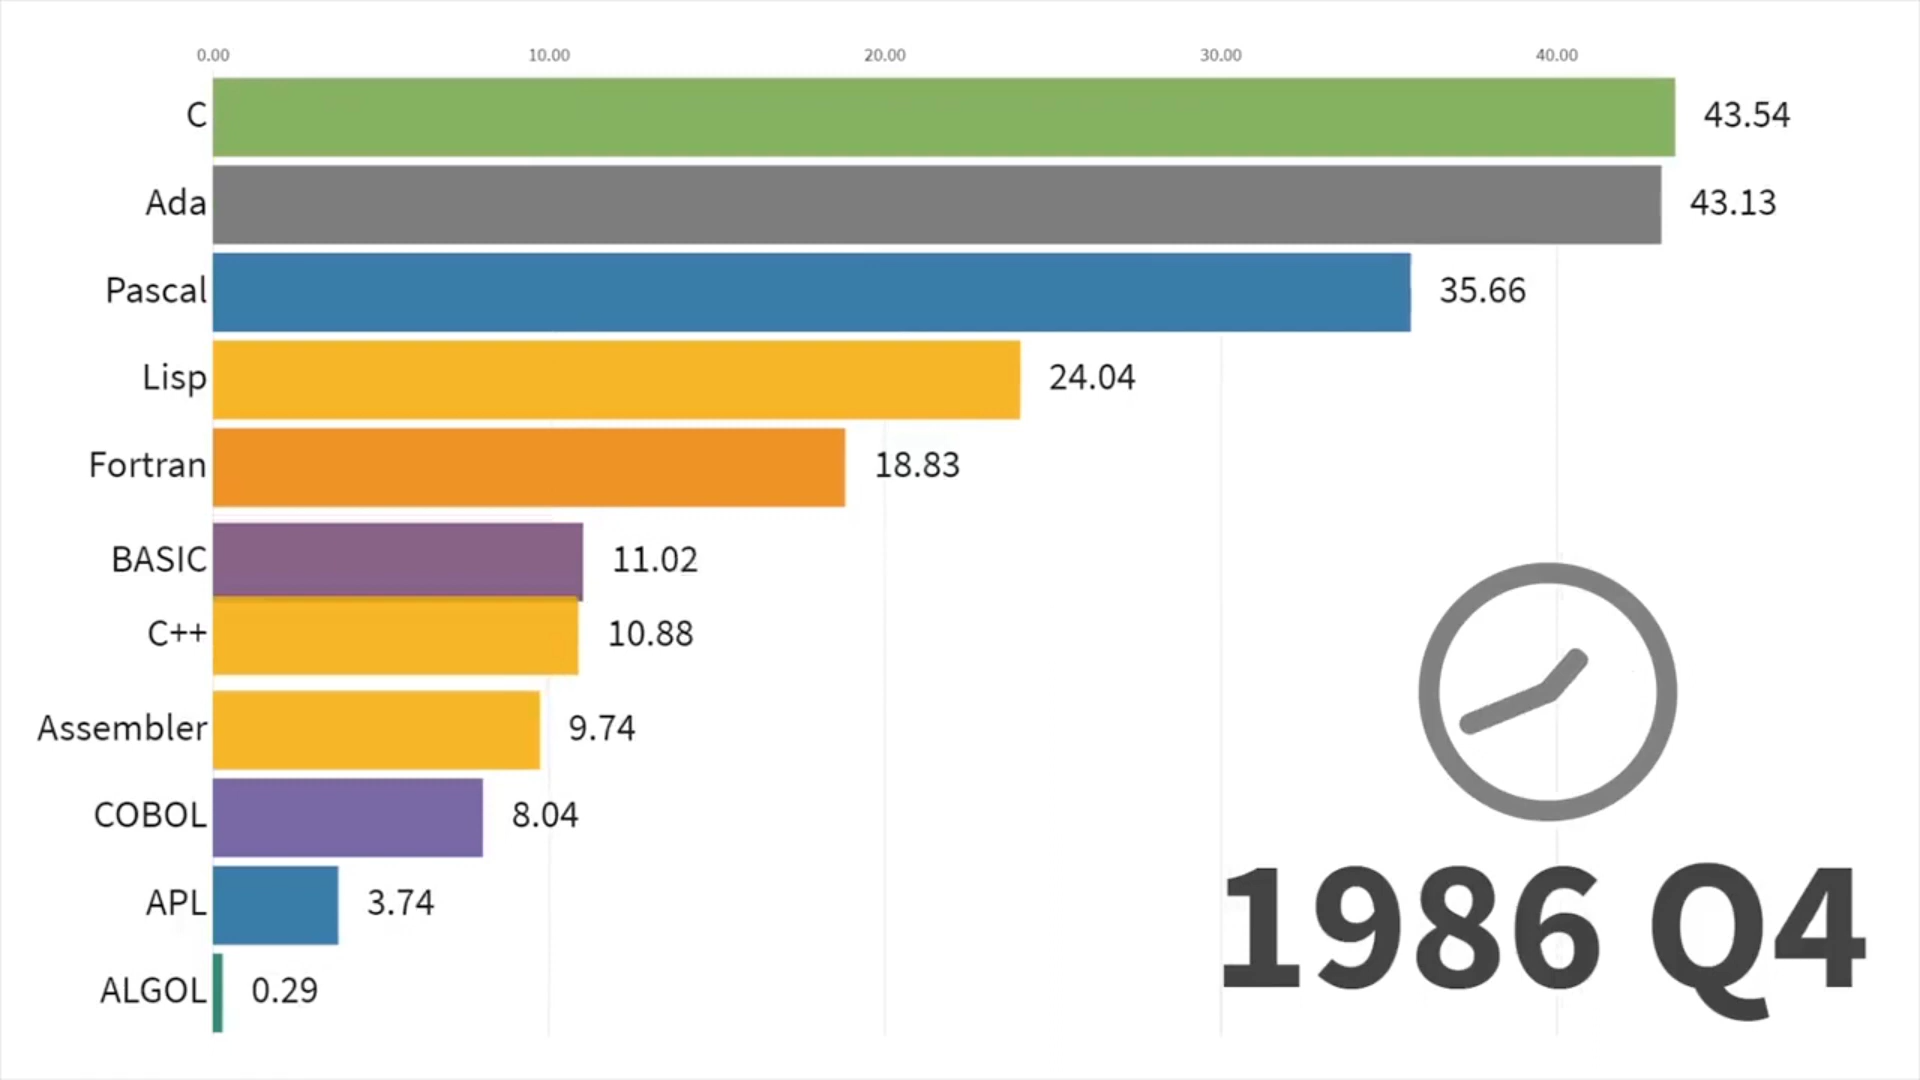 0.00 10.00 20.00 30.00 40.00
C 43.54
Ada 43.13
Pascal 35.66
Lisp 24.04
Fortran 18.83
BASIC 11.02
C++ 10.88
Assembler 9.74
COBOL 8.04
APL 3.74
ALGOL 0.29
1986 Q4